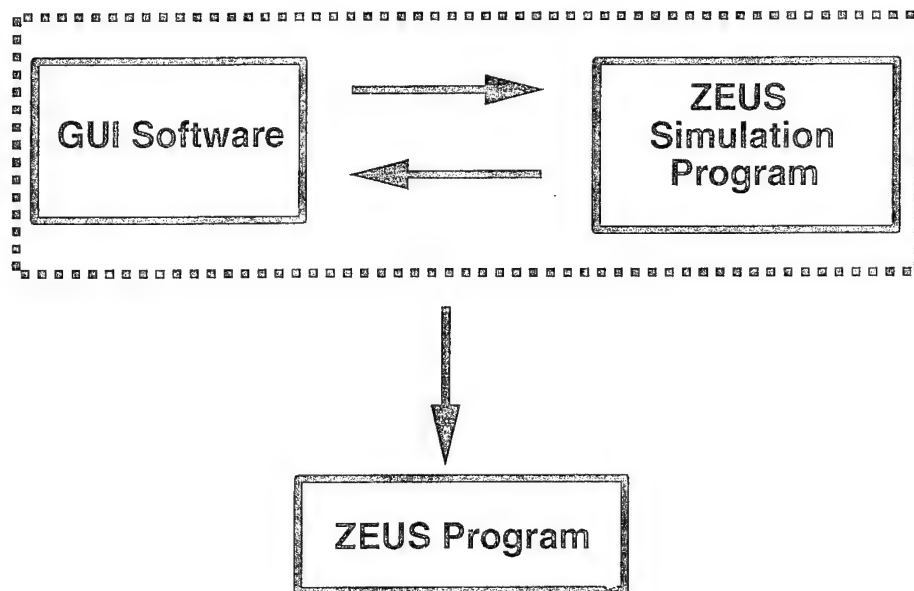 GUI Software
ZEUS
Simulation
Program
ZEUS Program